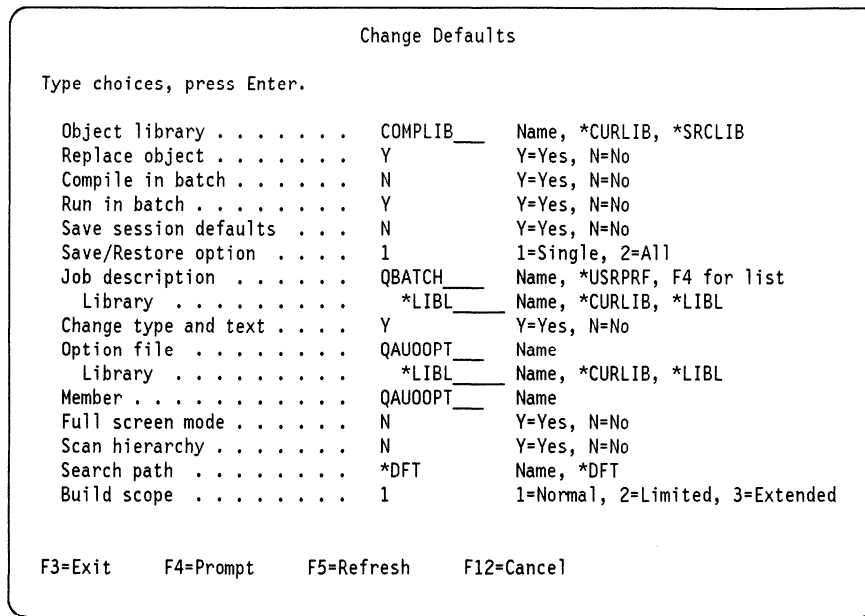 Change Defaults
Type choices, press Enter.
Object library . . . . . . . COMPLIB___ Name, *CURLIB, *SRCLIB
Replace object . . . . . . . Y Y=Yes, N=No
Compile in batch . . . . . . N Y=Yes, N=No
Run in batch . . . . . . . . Y Y=Yes, N=No
Save session defaults . . . N Y=Yes, N=No
Save/Restore option . . . . 1 1=Single, 2=All
Job description . . . . . . QBATCH____ Name, *USRPRF, F4 for list
Library . . . . . . . . . *LIBL_____ Name, *CURLIB, *LIBL
Change type and text . . . . Y Y=Yes, N=No
Option file . . . . . . . . QAUOOPT___ Name
Library . . . . . . . . . *LIBL_____ Name, *CURLIB, *LIBL
Member . . . . . . . . . . . QAUOOPT___ Name
Full screen mode . . . . . . N Y=Yes, N=No
Scan hierarchy . . . . . . . N Y=Yes, N=No
Search path . . . . . . . . *DFT Name, *DFT
Build scope . . . . . . . . 1 1=Normal, 2=Limited, 3=Extended
F3=Exit F4=Prompt F5=Refresh F12=Cancel